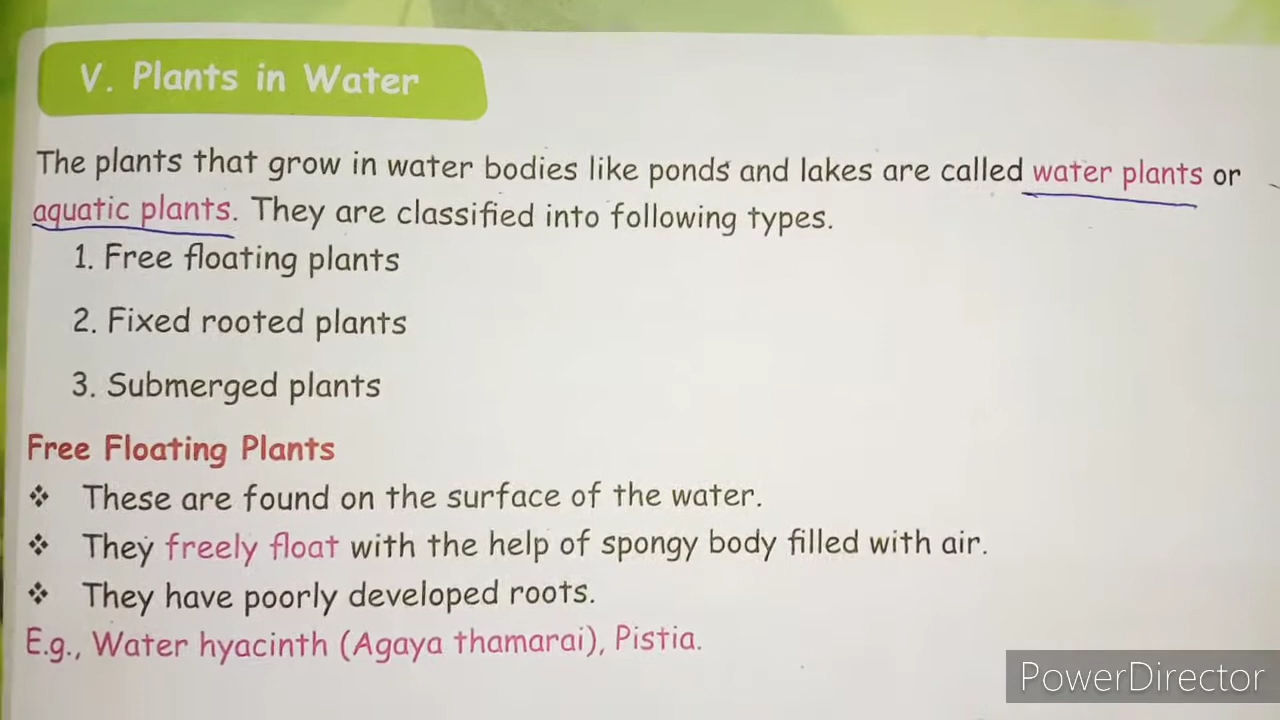 V. Plants in Water
The plants that grow in water bodies like ponds and lakes are called water plants or
aquatic plants. They are classified into following types.
1. Free floating plants
2. Fixed rooted plants
3. Submerged plants
Free Floating Plants
❖ These are found on the surface of the water.
❖ They freely float with the help of spongy body filled with air.
❖ They have poorly developed roots.
E.g., Water hyacinth (Agaya thamarai), Pistia.
PowerDirector